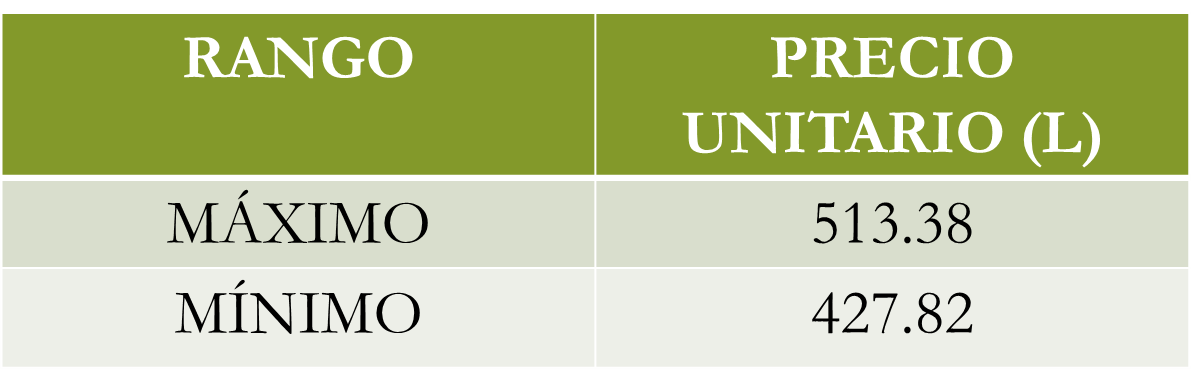 RANGO
PRECIO
UNITARIO (L)
MÁXIMO
513.38
MÍNIMO
427.82